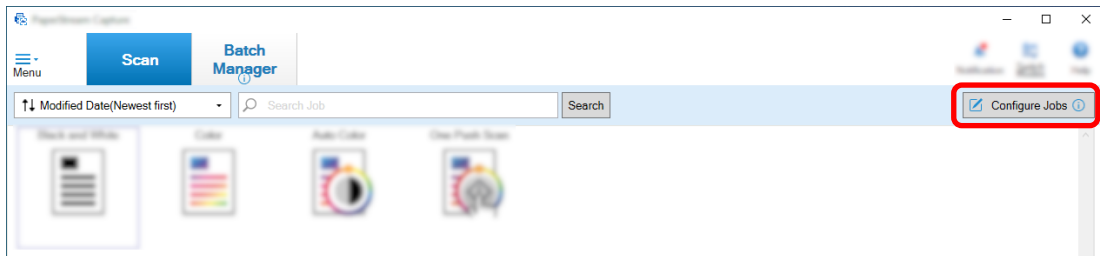 PaperStream Capture
Menu
Scan
Batch
Manager
Modified Date(Newest first)
Search Job
Search
Configure Jobs
Black and White
Color
Auto Color
One Push Scan
Help